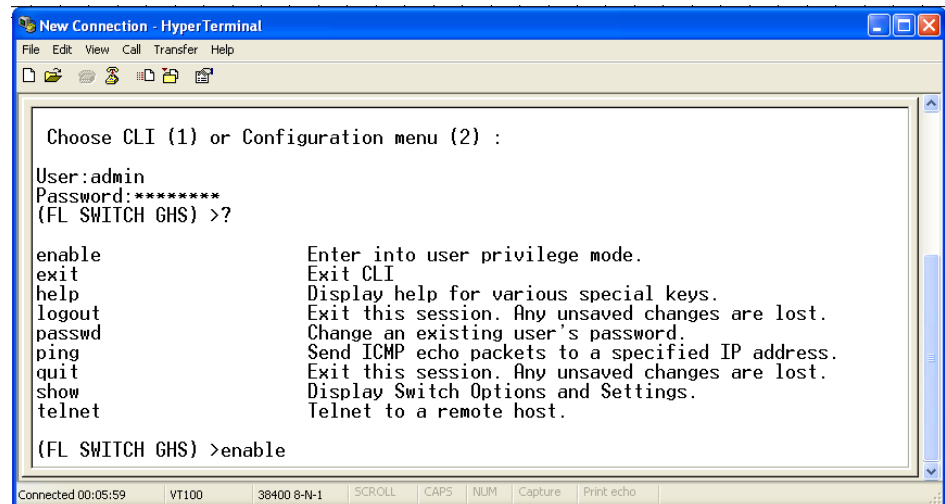 New Connection - HyperTerminal
File Edit View Call Transfer Help
Choose CLI (1) or Configuration menu (2) :
User:admin
Password:********
(FL SWITCH GHS) >?
enable Enter into user privilege mode.
exit Exit CLI
help Display help for various special keys.
logout Exit this session. Any unsaved changes are lost.
passwd Change an existing user's password.
ping Send ICMP echo packets to a specified IP address.
quit Exit this session. Any unsaved changes are lost.
show Display Switch Options and Settings.
telnet Telnet to a remote host.
(FL SWITCH GHS) >enable
Connected 00:05:59 VT100 38400 8-N-1 SCROLL CAPS NUM Capture Print echo